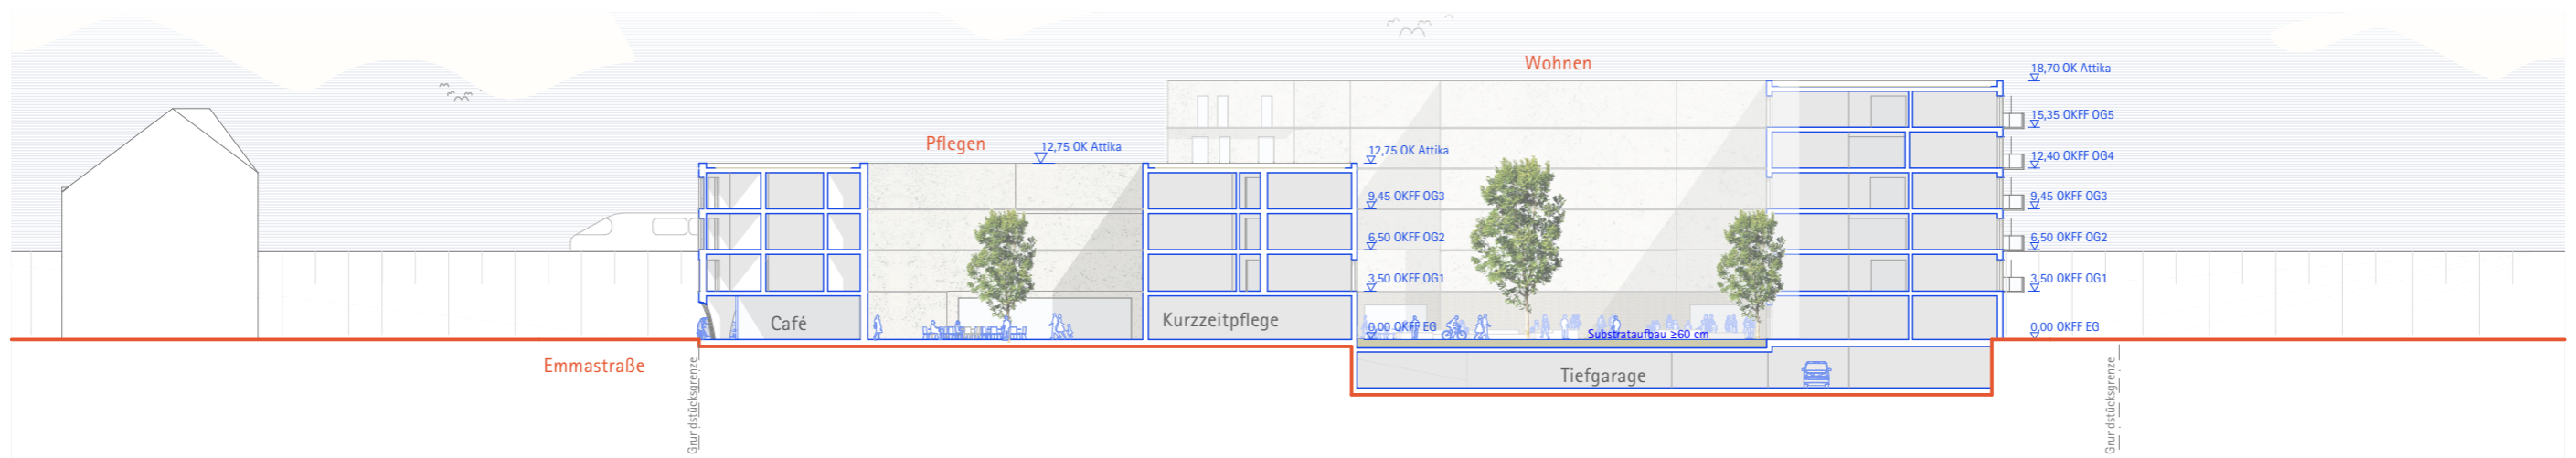 Wohnen
18,70 OK Attika
15,35 OKFF OG5
Pflegen
12,75 OK Attika
12,75 OK Attika
12,40 OKFF OG4
9,45 OKFF OG3
9,45 OKFF OG3
6,50 OKFF OG2
6,50 OKFF OG2
3,50 OKFF OG1
3,50 OKFF OG1
Café
Kurzzeitpflege
0,00 OKFF EG
Substrataufbau ≥60 cm
0,00 OKFF EG
Emmastraße
Tiefgarage
Grundstücksgrenze
Grundstücksgrenze